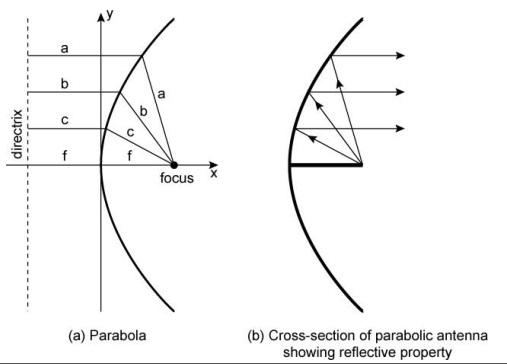 y
a
a
b
b
c
c
directrix
f
f
x
focus
(a) Parabola
(b) Cross-section of parabolic antenna
showing reflective property